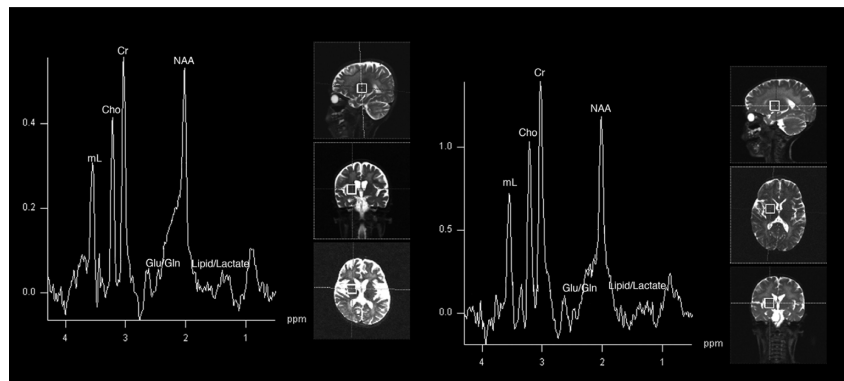 Cr
NAA
Cho
mL
0.4
0.2
0.0
Glu/Gln
Lipid/Lactate
4
3
2
1
ppm
Cr
NAA
Cho
mL
1.0
0.5
0.0
Glu/Gln
Lipid/Lactate
4
3
2
1
ppm